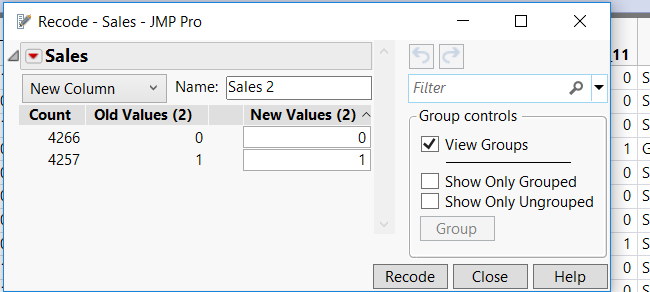 Recode - Sales - JMP Pro
Sales
New Column Name: Sales 2
Count Old Values (2) New Values (2)
4266 0 0
4257 1 1
Filter
Group controls
View Groups
Show Only Grouped
Show Only Ungrouped
Group
Recode Close Help
_11
0 S
0 S
0 S
1 G
0 S
0 S
0 S
1 S
0 S